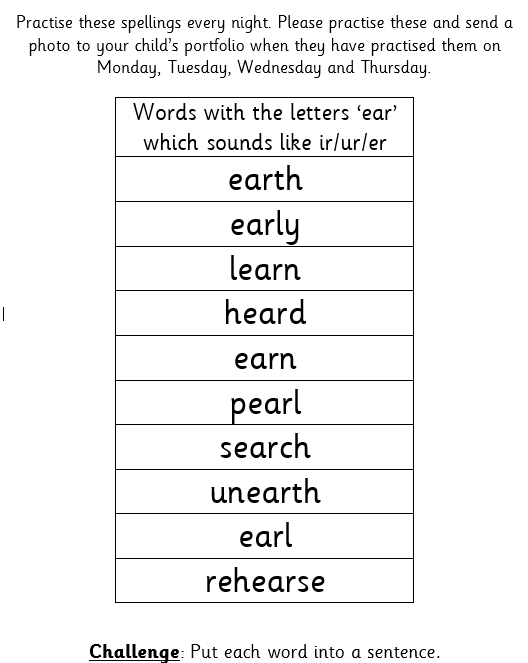 Practise these spellings every night. Please practise these and send a
photo to your child's portfolio when they have practised them on
Monday, Tuesday, Wednesday and Thursday.
Words with the letters 'ear'
which sounds like ir/ur/er
earth
early
learn
heard
earn
pearl
search
unearth
earl
rehearse
Challenge: Put each word into a sentence.